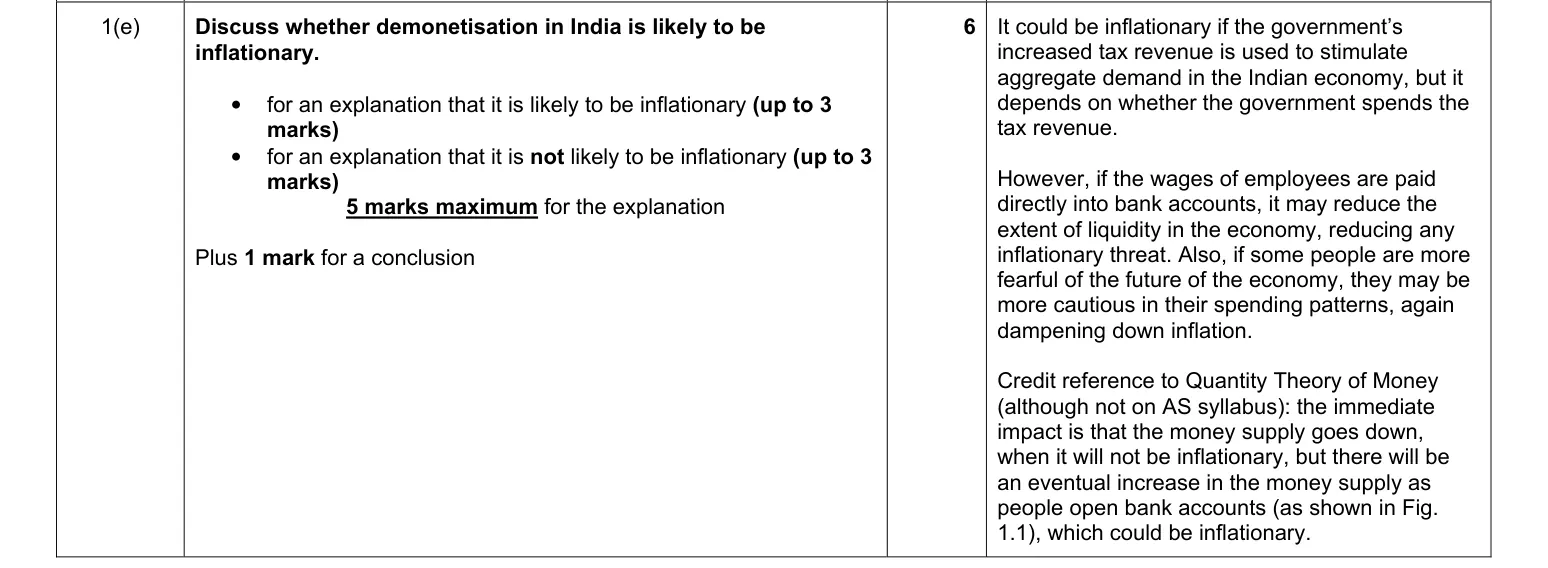 1(e)
Discuss whether demonetisation in India is likely to be
inflationary.
• for an explanation that it is likely to be inflationary (up to 3
marks)
• for an explanation that it is not likely to be inflationary (up to 3
marks)
5 marks maximum for the explanation
Plus 1 mark for a conclusion
6
It could be inflationary if the government’s
increased tax revenue is used to stimulate
aggregate demand in the Indian economy, but it
depends on whether the government spends the
tax revenue.
However, if the wages of employees are paid
directly into bank accounts, it may reduce the
extent of liquidity in the economy, reducing any
inflationary threat. Also, if some people are more
fearful of the future of the economy, they may be
more cautious in their spending patterns, again
dampening down inflation.
Credit reference to Quantity Theory of Money
(although not on AS syllabus): the immediate
impact is that the money supply goes down,
when it will not be inflationary, but there will be
an eventual increase in the money supply as
people open bank accounts (as shown in Fig.
1.1), which could be inflationary.